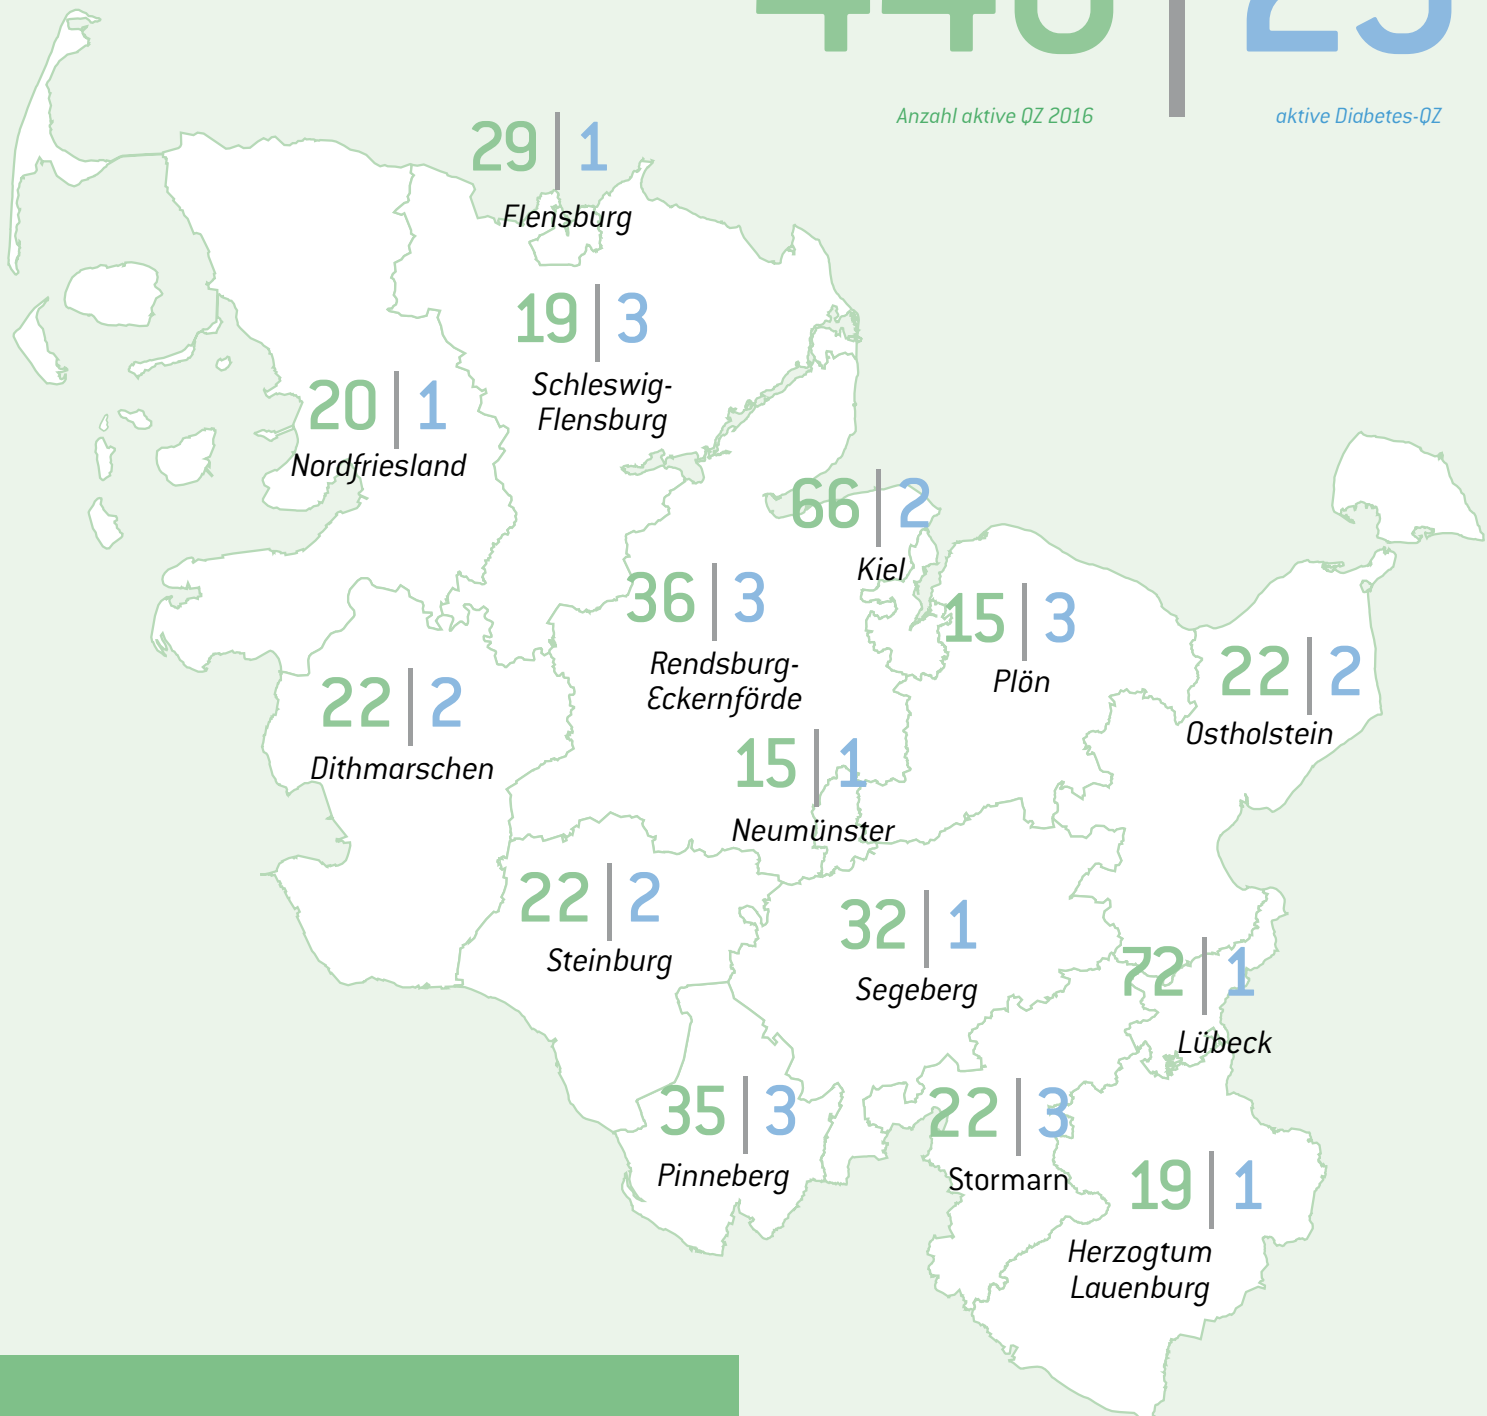 Anzahl aktive QZ 2016
aktive Diabetes-QZ
29 | 1
Flensburg
19 | 3
Schleswig-
Flensburg
20 | 1
Nordfriesland
66 | 2
Kiel
36 | 3
Rendsburg-
Eckernförde
15 | 3
Plön
22 | 2
Ostholstein
22 | 2
Dithmarschen
15 | 1
Neumünster
22 | 2
Steinburg
32 | 1
Segeberg
72 | 1
Lübeck
35 | 3
Pinneberg
22 | 3
Stormarn
19 | 1
Herzogtum
Lauenburg